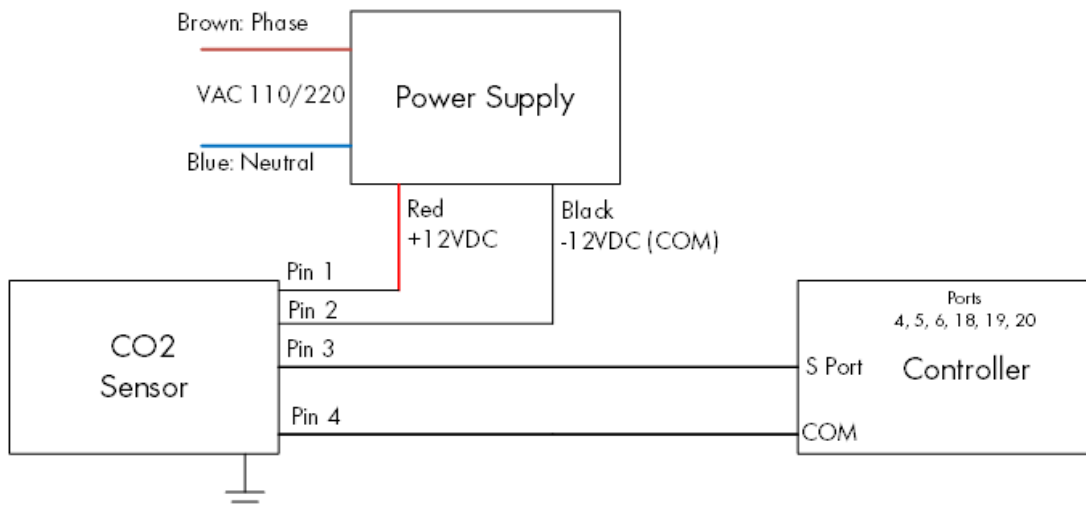 Brown: Phase
VAC 110/220
Power Supply
Blue: Neutral
Red
+12VDC
Black
-12VDC (COM)
Pin 1
Pin 2
Pin 3
Pin 4
CO2
Sensor
Ports
4, 5, 6, 18, 19, 20
S Port
Controller
COM